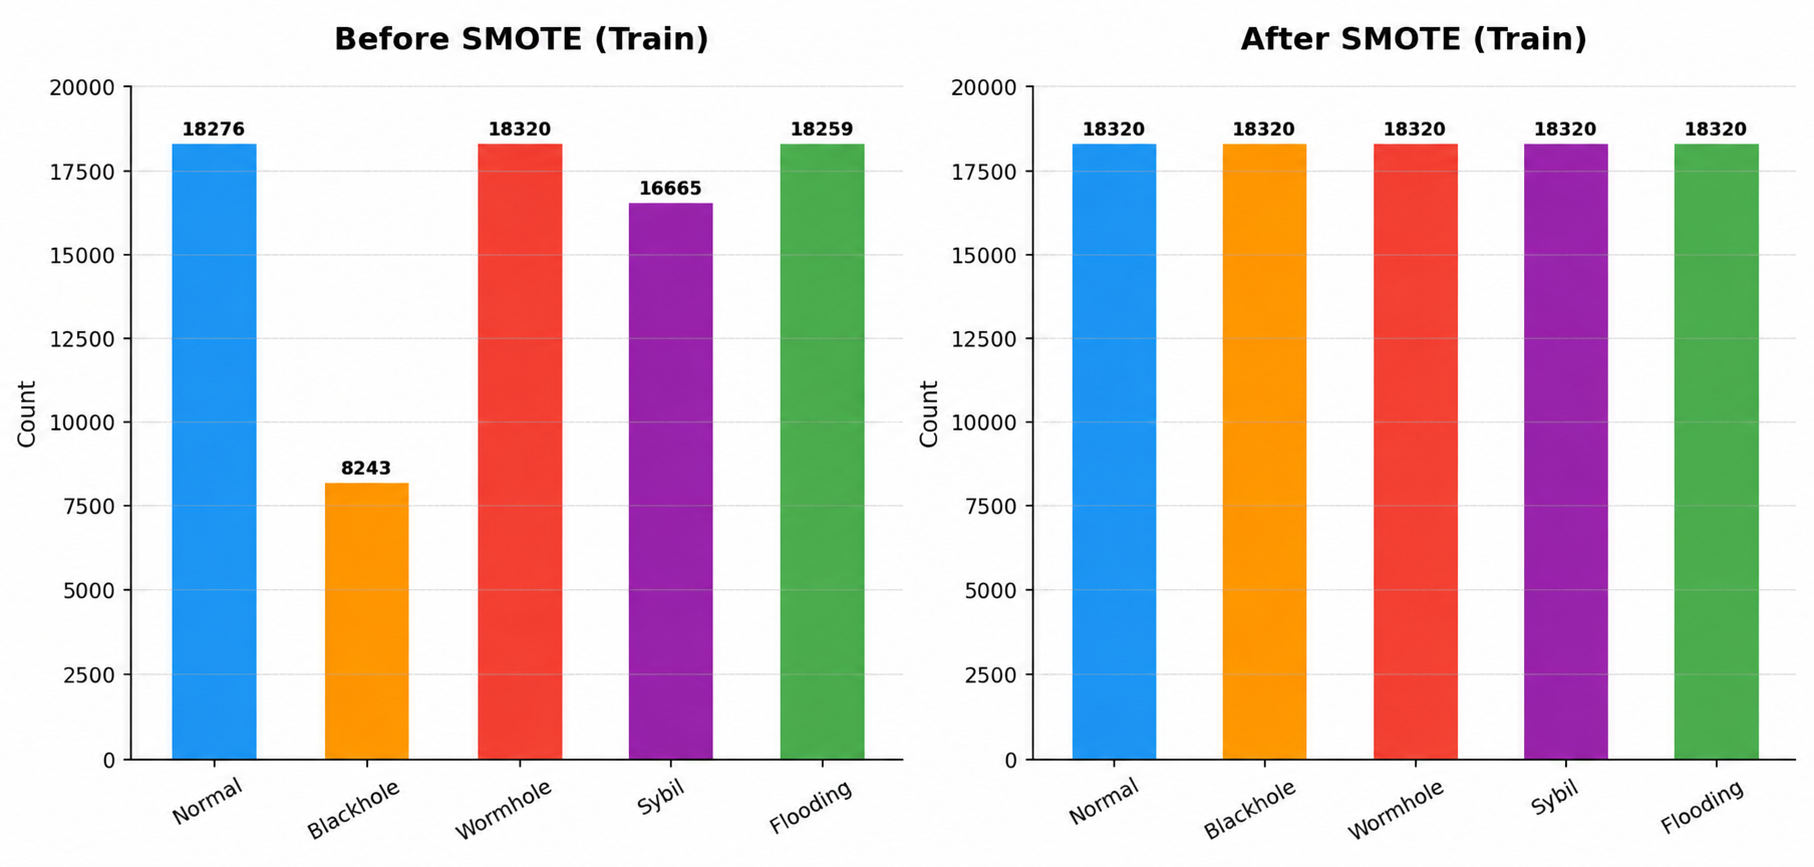 Before SMOTE (Train)
Count
20000
17500
15000
12500
10000
7500
5000
2500
0
18276
8243
18320
16665
18259
Normal
Blackhole
Wormhole
Sybil
Flooding
After SMOTE (Train)
Count
20000
17500
15000
12500
10000
7500
5000
2500
0
18320
18320
18320
18320
18320
Normal
Blackhole
Wormhole
Sybil
Flooding